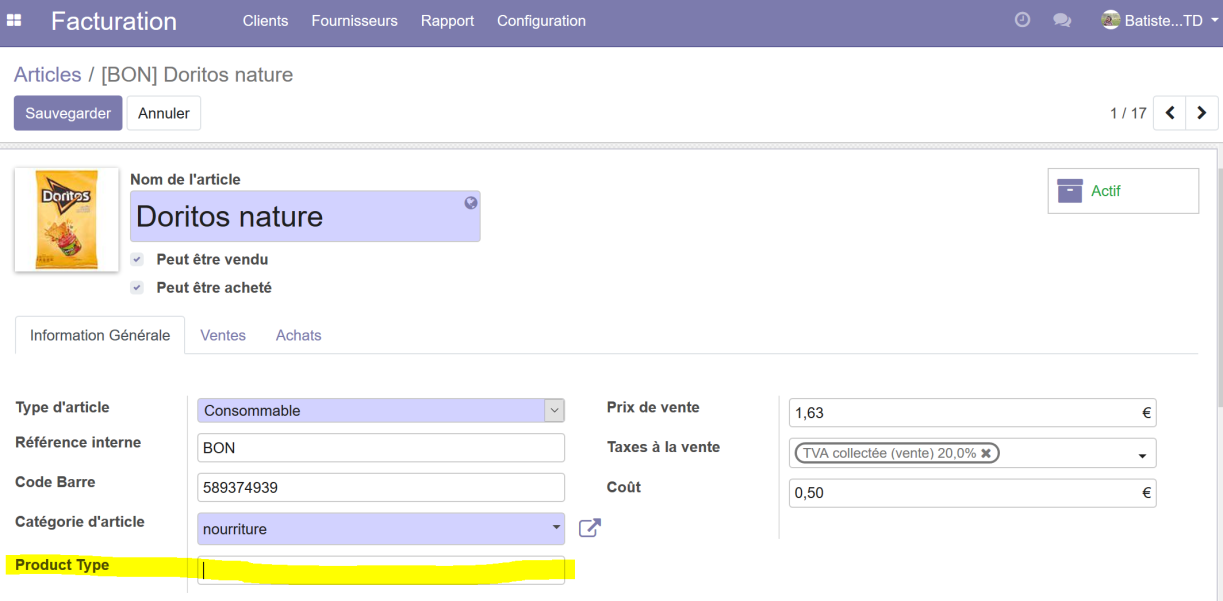 Facturation Clients Fournisseurs Rapport Configuration Batiste...TD
Articles / [BON] Doritos nature
Sauvegarder Annuler 1 / 17
Doritos
Nom de l'article
Doritos nature
Actif
Peut être vendu
Peut être acheté
Information Générale Ventes Achats
Type d'article Consommable Prix de vente 1,63 €
Référence interne BON Taxes à la vente TVA collectée (vente) 20,0% ✖
Code Barre 589374939 Coût 0,50 €
Catégorie d'article nourriture
Product Type